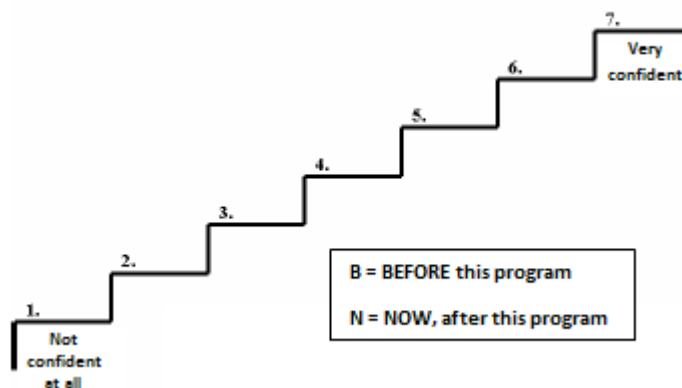 7.
Very
confident
6.
5.
4.
3.
2.
B = BEFORE this program
N = NOW, after this program
1.
Not
confident
at all